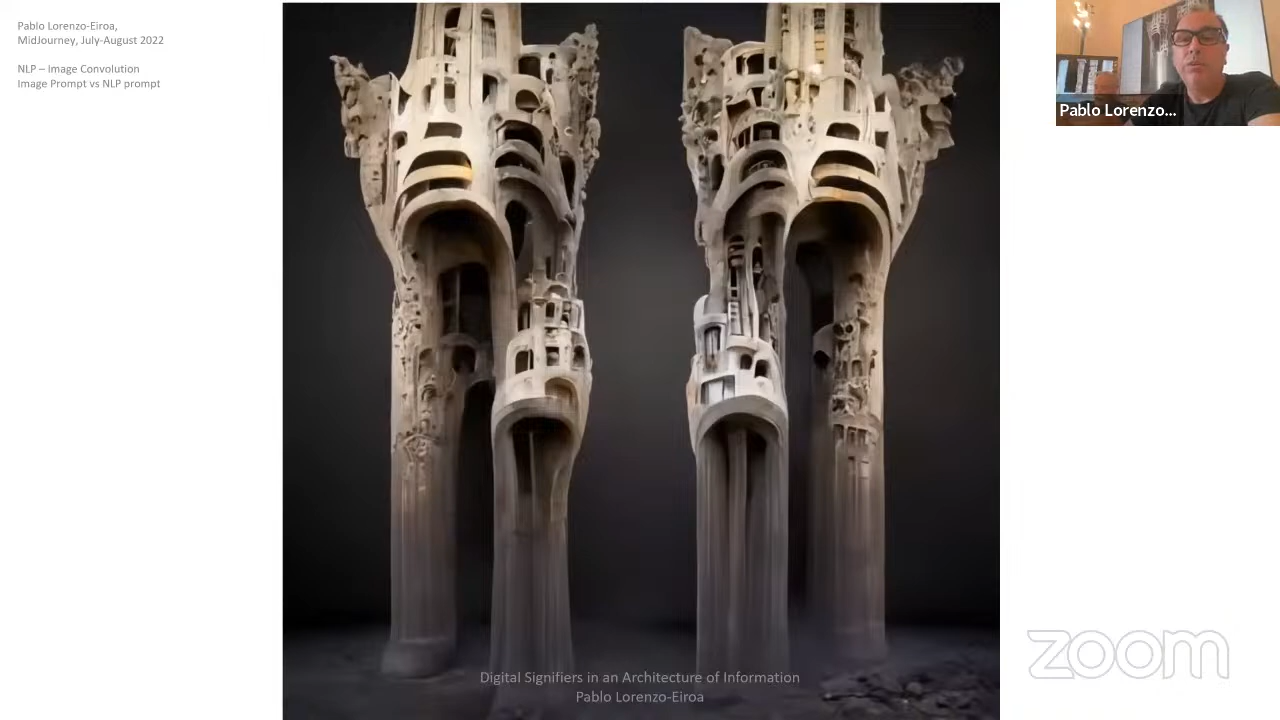 Pablo Lorenzo-Eiroa,
MidJourney, July-August 2022
NLP – Image Convolution
Image Prompt vs NLP prompt
Pablo Lorenzo...
Digital Signifiers in an Architecture of Information
Pablo Lorenzo-Eiroa
zoom